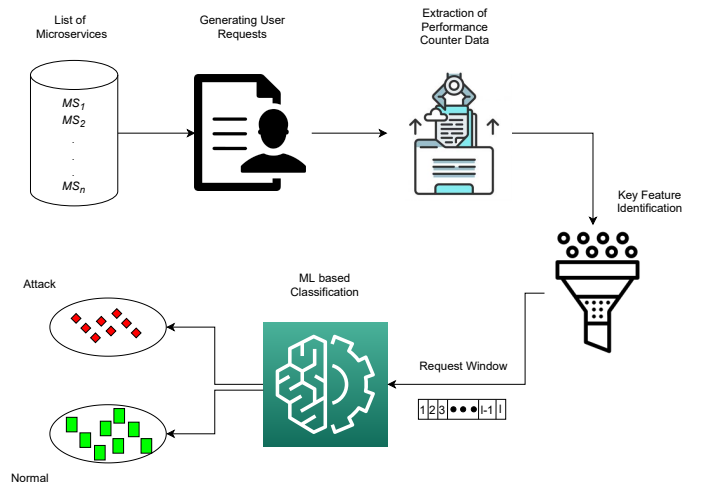 List of
Microservices
Generating User
Requests
Extraction of
Performance
Counter Data
MS1
MS2
.
.
.
MSn
Key Feature
Identification
Attack
ML based
Classification
Request Window
1 2 3 ● ● ● l-1 l
Normal